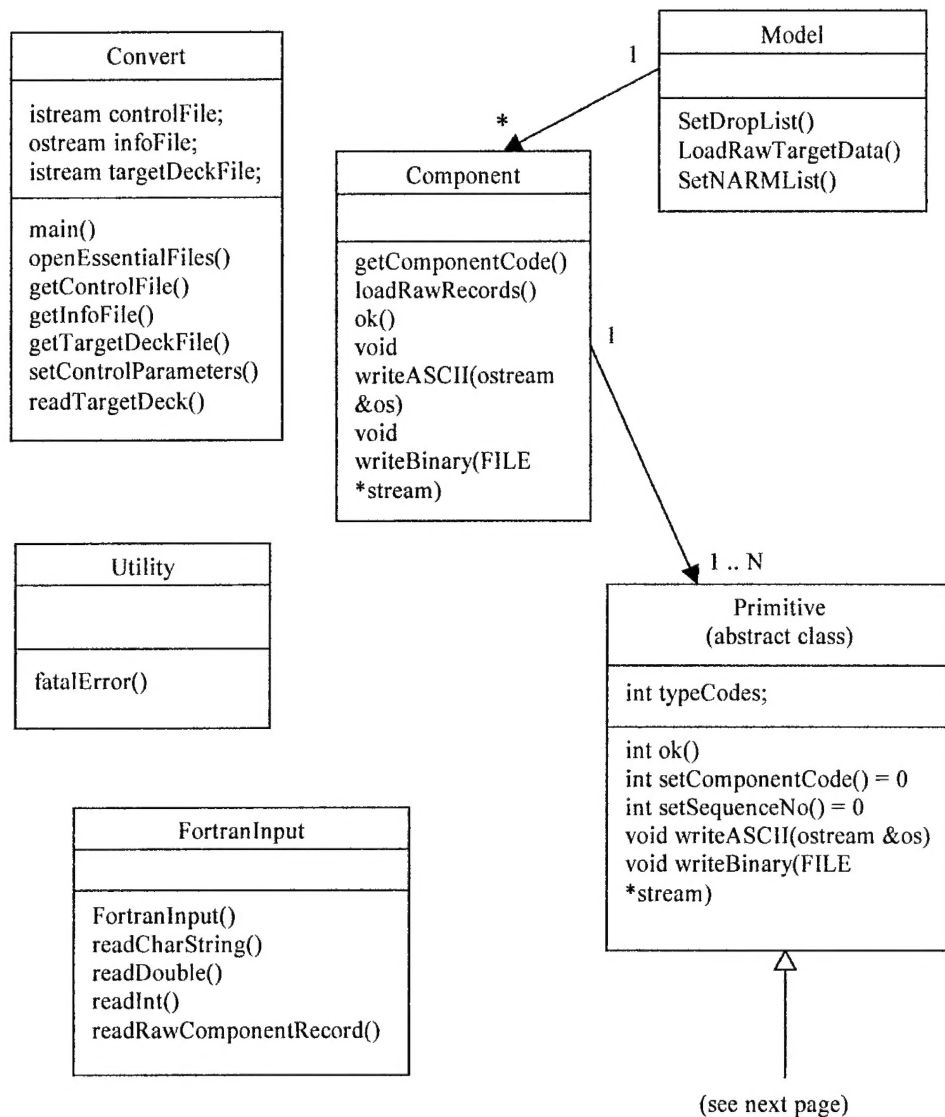 Convert
istream controlFile;
ostream infoFile;
istream targetDeckFile;
main()
openEssentialFiles()
getControlFile()
getInfoFile()
getTargetDeckFile()
setControlParameters()
readTargetDeck()
Model
SetDropList()
LoadRawTargetData()
SetNARMList()
1
*
Component
getComponentCode()
loadRawRecords()
ok()
void
writeASCII(ostream
&os)
void
writeBinary(FILE
*stream)
1
1 .. N
Utility
fatalError()
Primitive
(abstract class)
int typeCodes;
int ok()
int setComponentCode() = 0
int setSequenceNo() = 0
void writeASCII(ostream &os)
void writeBinary(FILE
*stream)
FortranInput
FortranInput()
readCharString()
readDouble()
readInt()
readRawComponentRecord()
(see next page)